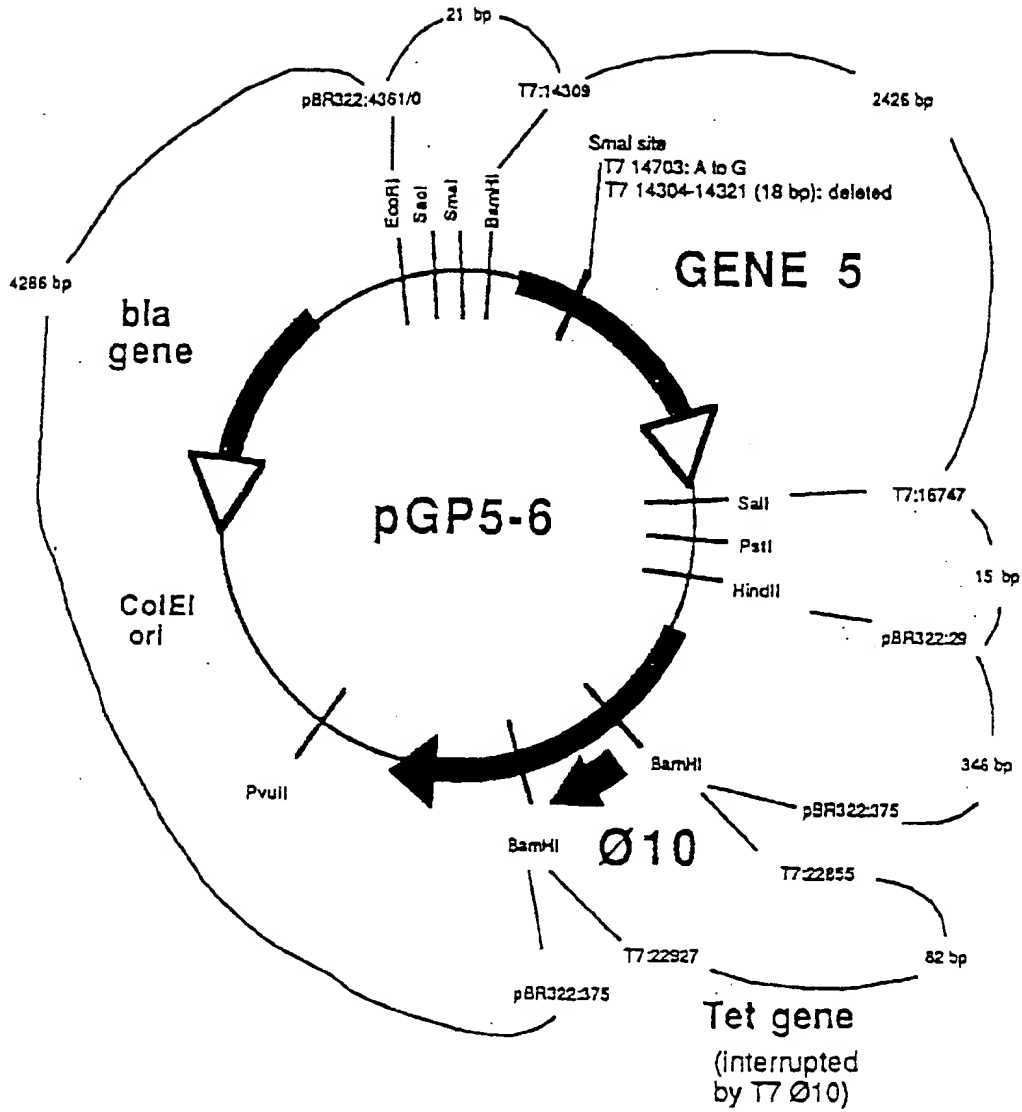 21 bp
pBR322:4361/0
T7:14309
2426 bp
SmaI site
T7 14703: A to G
T7 14304-14321 (18 bp): deleted
EcoRI
SacI
SmaI
BamHI
4286 bp
GENE 5
bla
gene
pGP5-6
SalI
T7:16747
PstI
15 bp
HindII
ColEI
ori
pBR322:29
PvuII
BamHI
346 bp
pBR322:375
BamHI
Ø10
T7:22855
T7:22927
82 bp
pBR322:375
Tet gene
(interrupted
by T7 Ø10)